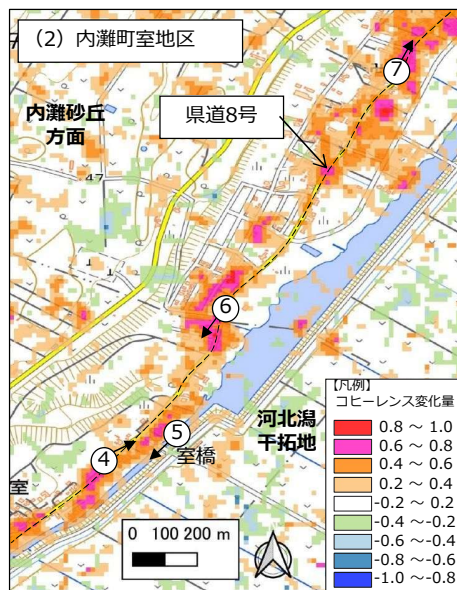 （2）内灘町室地区
⑦
県道8号
内灘砂丘
方面
47
⑥
⑤
河北潟
干拓地
④
室橋
室
0 100 200 m
【凡例】
コヒーレンス変化量
0.8 ～ 1.0
0.6 ～ 0.8
0.4 ～ 0.6
0.2 ～ 0.4
-0.2 ～ 0.2
-0.4 ～-0.2
-0.6 ～-0.4
-0.8 ～-0.6
-1.0 ～-0.8